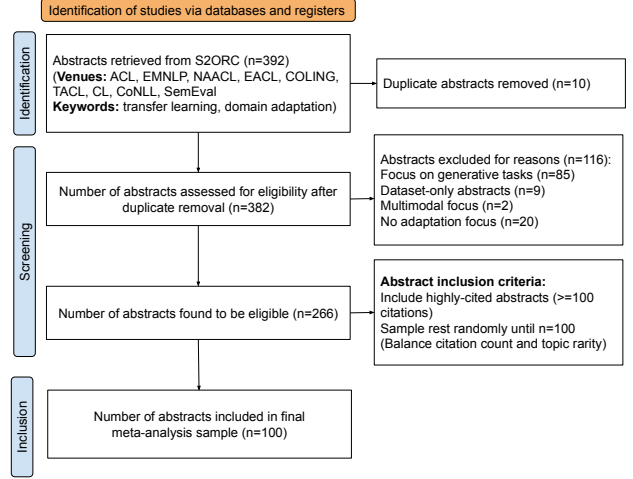 Identification of studies via databases and registers
Identification
Abstracts retrieved from S2ORC (n=392)
(Venues: ACL, EMNLP, NAACL, EACL, COLING,
TACL, CL, CoNLL, SemEval
Keywords: transfer learning, domain adaptation)
Duplicate abstracts removed (n=10)
Screening
Number of abstracts assessed for eligibility after
duplicate removal (n=382)
Abstracts excluded for reasons (n=116):
Focus on generative tasks (n=85)
Dataset-only abstracts (n=9)
Multimodal focus (n=2)
No adaptation focus (n=20)
Number of abstracts found to be eligible (n=266)
Abstract inclusion criteria:
Include highly-cited abstracts (>=100
citations)
Sample rest randomly until n=100
(Balance citation count and topic rarity)
Inclusion
Number of abstracts included in final
meta-analysis sample (n=100)